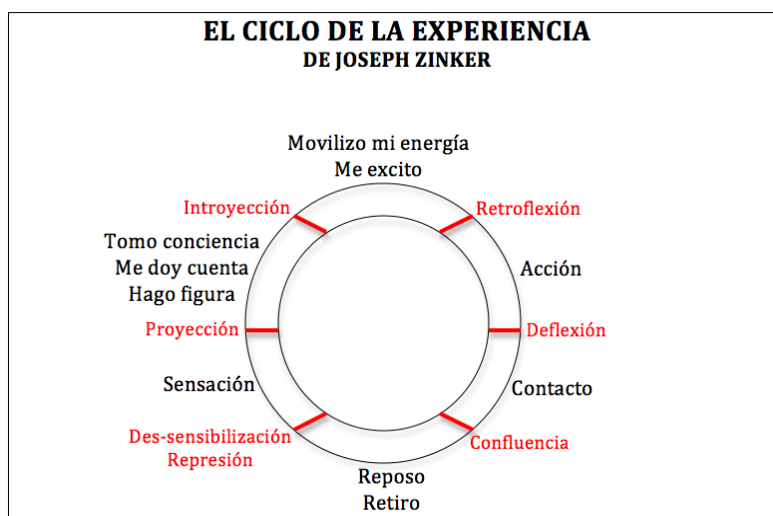 EL CICLO DE LA EXPERIENCIA
DE JOSEPH ZINKER
Movilizo mi energía
Me excito
Introyección
Retroflexión
Tomo conciencia
Me doy cuenta
Hago figura
Acción
Proyección
Deflexión
Sensación
Contacto
Des-sensibilización
Represión
Confluencia
Reposo
Retiro